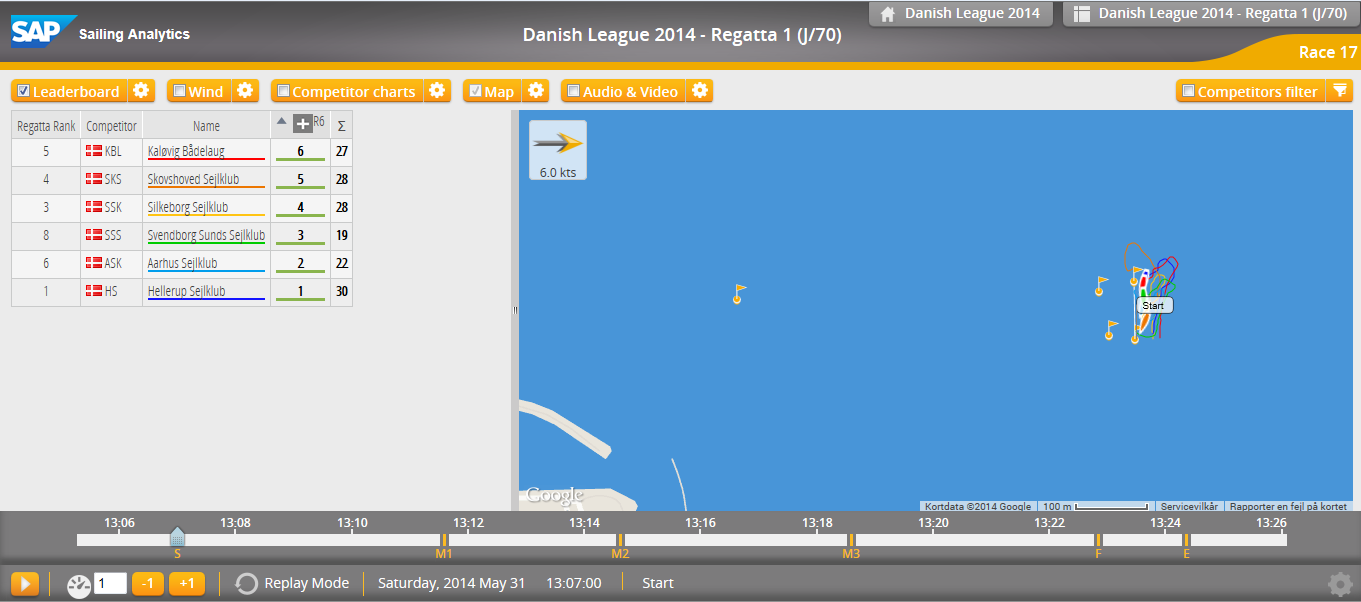 SAP Sailing Analytics
Danish League 2014 - Regatta 1 (J/70)
Danish League 2014
Danish League 2014 - Regatta 1 (J/70)
Race 17
Leaderboard
Wind
Competitor charts
Map
Audio & Video
Competitors filter
Regatta Rank Competitor Name R6 Σ
5 KBL Kaløvig Bådelaug 6 27
4 SKS Skovshoved Sejlklub 5 28
3 SSK Silkeborg Sejlklub 4 28
8 SSS Svendborg Sunds Sejlklub 3 19
6 ASK Aarhus Sejlklub 2 22
1 HS Hellerup Sejlklub 1 30
6.0 kts
Start
Google
Kortdata ©2014 Google 100 m Servicevilkår Rapporter en fejl på kortet
13:06 13:08 13:10 13:12 13:14 13:16 13:18 13:20 13:22 13:24 13:26
S M1 M2 M3 F E
1 -1 +1 Replay Mode Saturday, 2014 May 31 13:07:00 Start